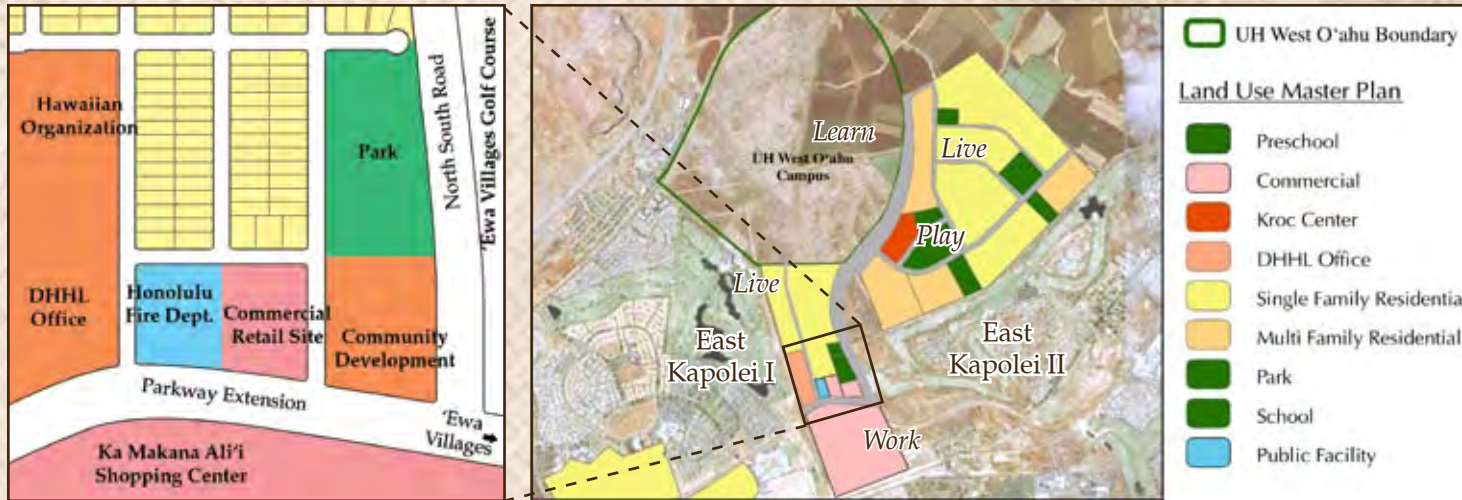 Hawaiian
Organization
Park
North South Road
'Ewa Villages Golf Course
DHHL
Office
Honolulu
Fire Dept.
Commercial
Retail Site
Community
Development
Parkway Extension
'Ewa
Villages
Ka Makana Ali'i
Shopping Center
Learn
UH West O'ahu
Campus
Live
Play
Live
East
Kapolei I
East
Kapolei II
Work
UH West O'ahu Boundary
Land Use Master Plan
Preschool
Commercial
Kroc Center
DHHL Office
Single Family Residentia
Multi Family Residential
Park
School
Public Facility